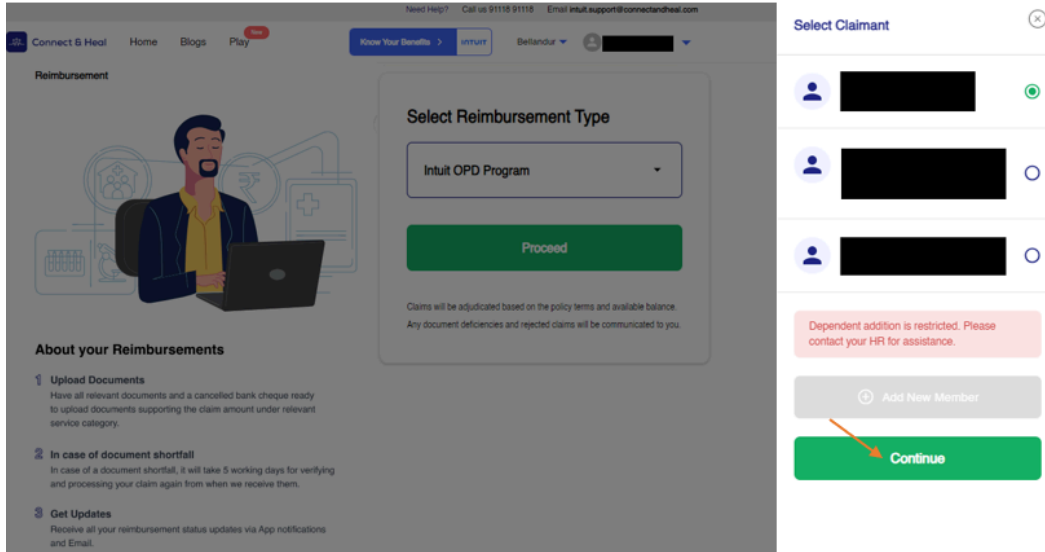 Need Help? Call us 91118 91118 Email intuit.support@connectandheal.com
Connect & Heal Home Blogs Play New Know Your Benefits > INTUIT Bellandur
Reimbursement
Select Reimbursement Type
Intuit OPD Program
Proceed
Claims will be adjudicated based on the policy terms and available balance.
Any document deficiencies and rejected claims will be communicated to you.
About your Reimbursements
1 Upload Documents
Have all relevant documents and a cancelled bank cheque ready
to upload documents supporting the claim amount under relevant
service category.
2 In case of document shortfall
In case of a document shortfall, it will take 5 working days for verifying
and processing your claim again from when we receive them.
3 Get Updates
Receive all your reimbursement status updates via App notifications
and Email.
Select Claimant
Dependent addition is restricted. Please
contact your HR for assistance.
Add New Member
Continue